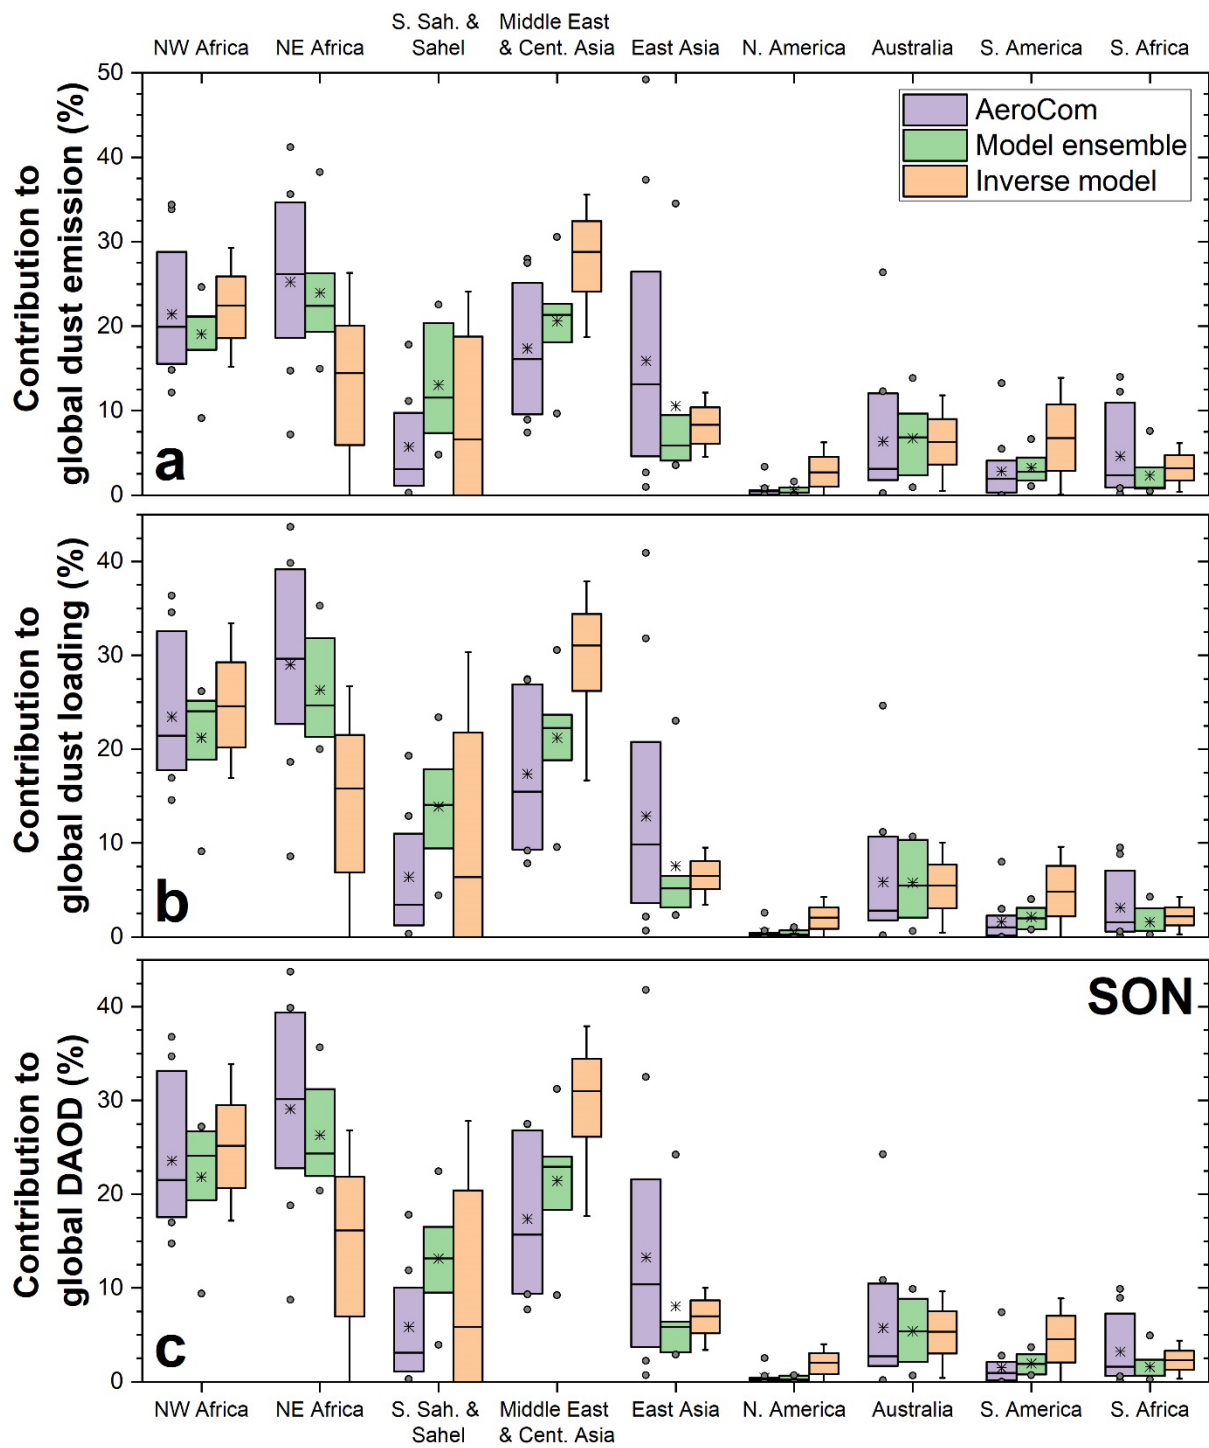 S. Sah. & Middle East
NW Africa NE Africa Sahel & Cent. Asia East Asia N. America Australia S. America S. Africa
Contribution to
global dust emission (%)
50
40
30
20
10
0
AeroCom
Model ensemble
Inverse model
a
Contribution to
global dust loading (%)
40
30
20
10
0
b
Contribution to
global DAOD (%)
40
30
20
10
0
SON
c
NW Africa NE Africa S. Sah. & Middle East East Asia N. America Australia S. America S. Africa
Sahel & Cent. Asia